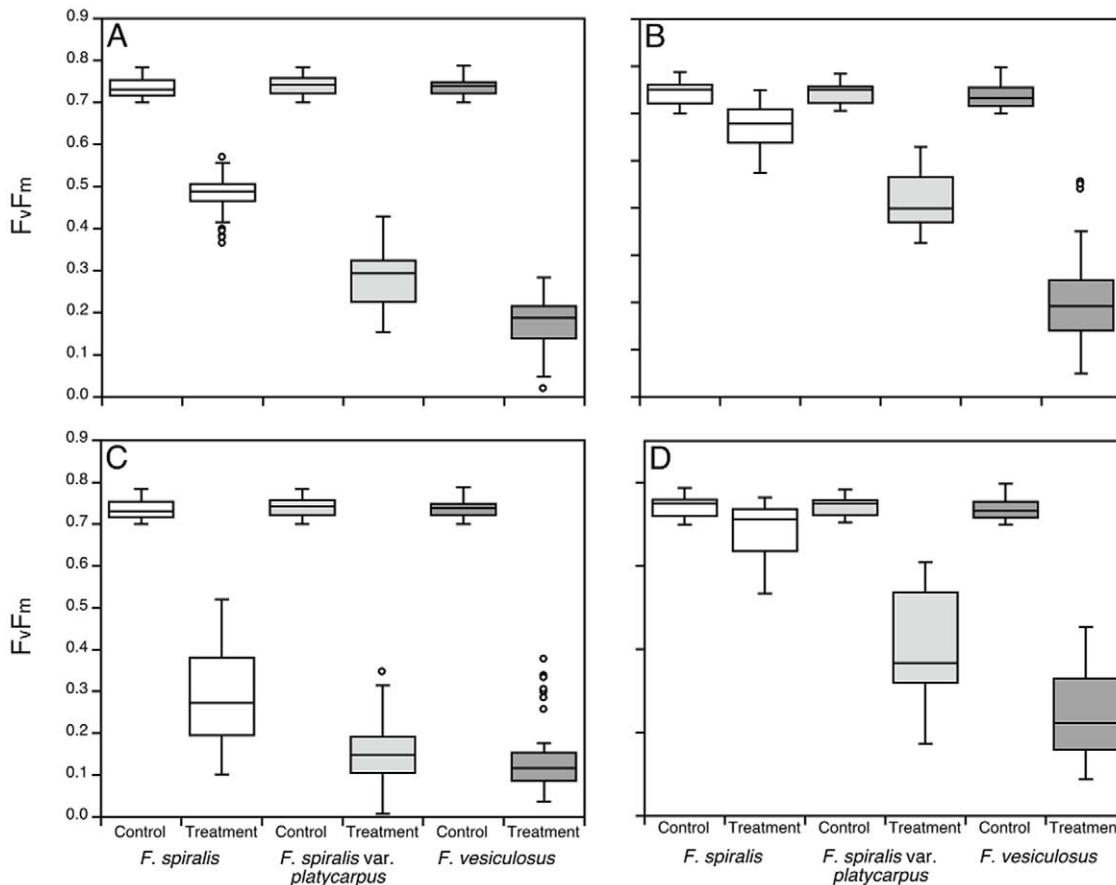 A
B
FvFm
0.9
0.8
0.7
0.6
0.5
0.4
0.3
0.2
0.1
0.0
C
D
FvFm
0.9
0.8
0.7
0.6
0.5
0.4
0.3
0.2
0.1
0.0
Control Treatment Control Treatment Control Treatment
F. spiralis F. spiralis var. F. vesiculosus
platycarpus
Control Treatment Control Treatment Control Treatment
F. spiralis F. spiralis var. F. vesiculosus
platycarpus